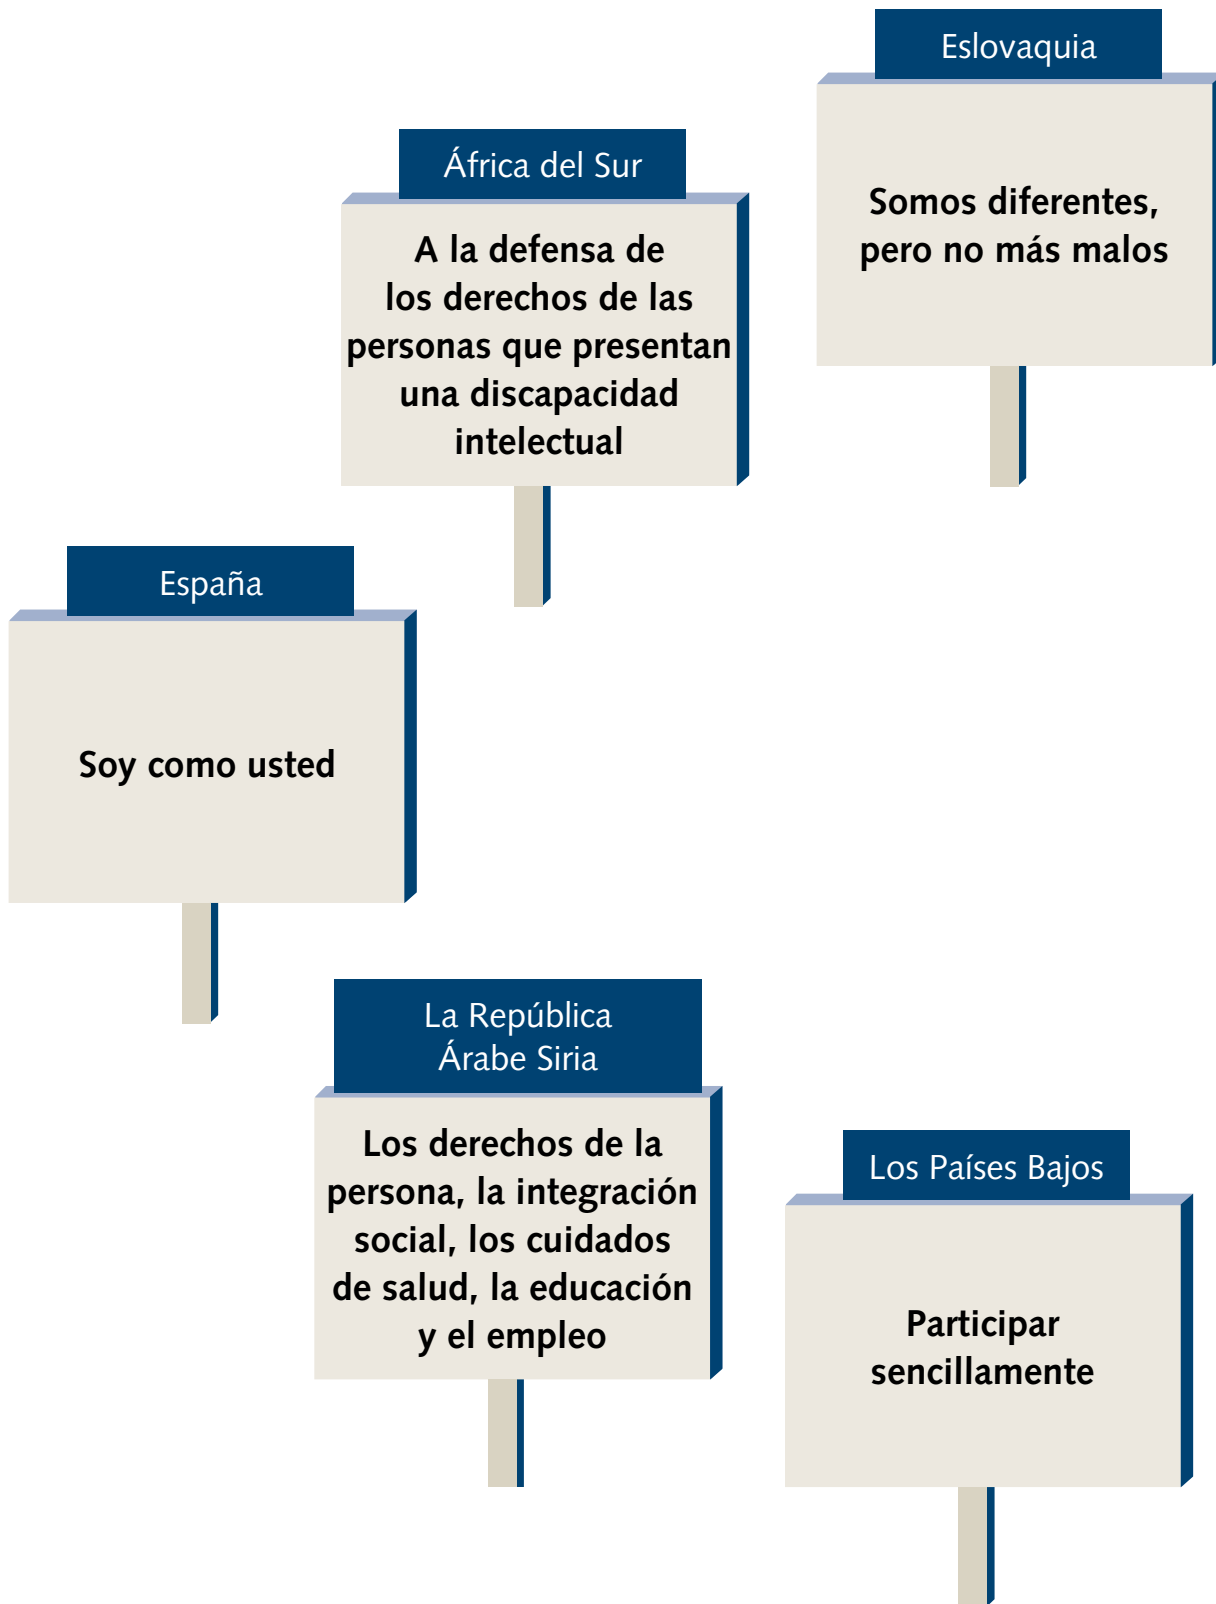 Eslovaquia
Somos diferentes,
pero no más malos
África del Sur
A la defensa de
los derechos de las
personas que presentan
una discapacidad
intelectual
España
Soy como usted
La República
Árabe Siria
Los derechos de la
persona, la integración
social, los cuidados
de salud, la educación
y el empleo
Los Países Bajos
Participar
sencillamente